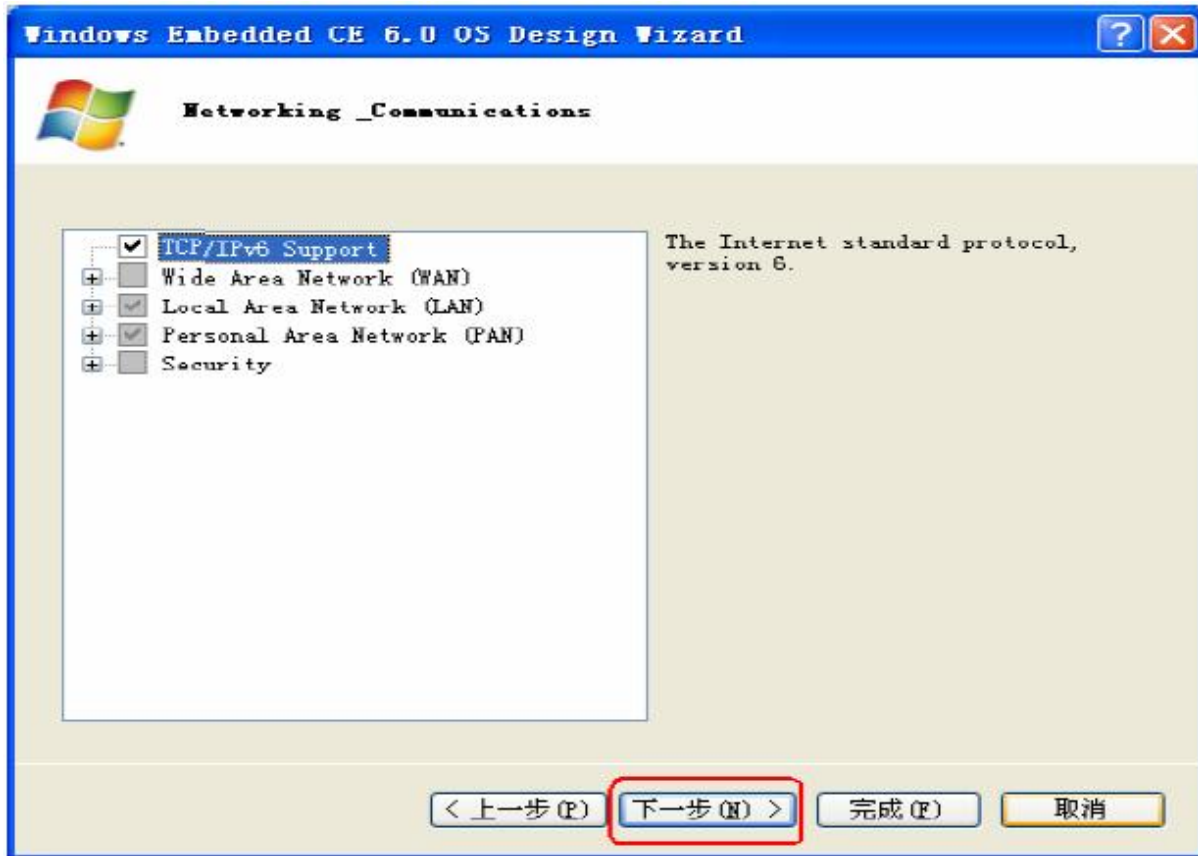 Windows Embedded CE 6.0 OS Design Wizard
Networking _Communications
TCP/IPv6 Support
Wide Area Network (WAN)
Local Area Network (LAN)
Personal Area Network (PAN)
Security
The Internet standard protocol,
version 6.
< 上一步(P) 下一步(N) > 完成(F) 取消